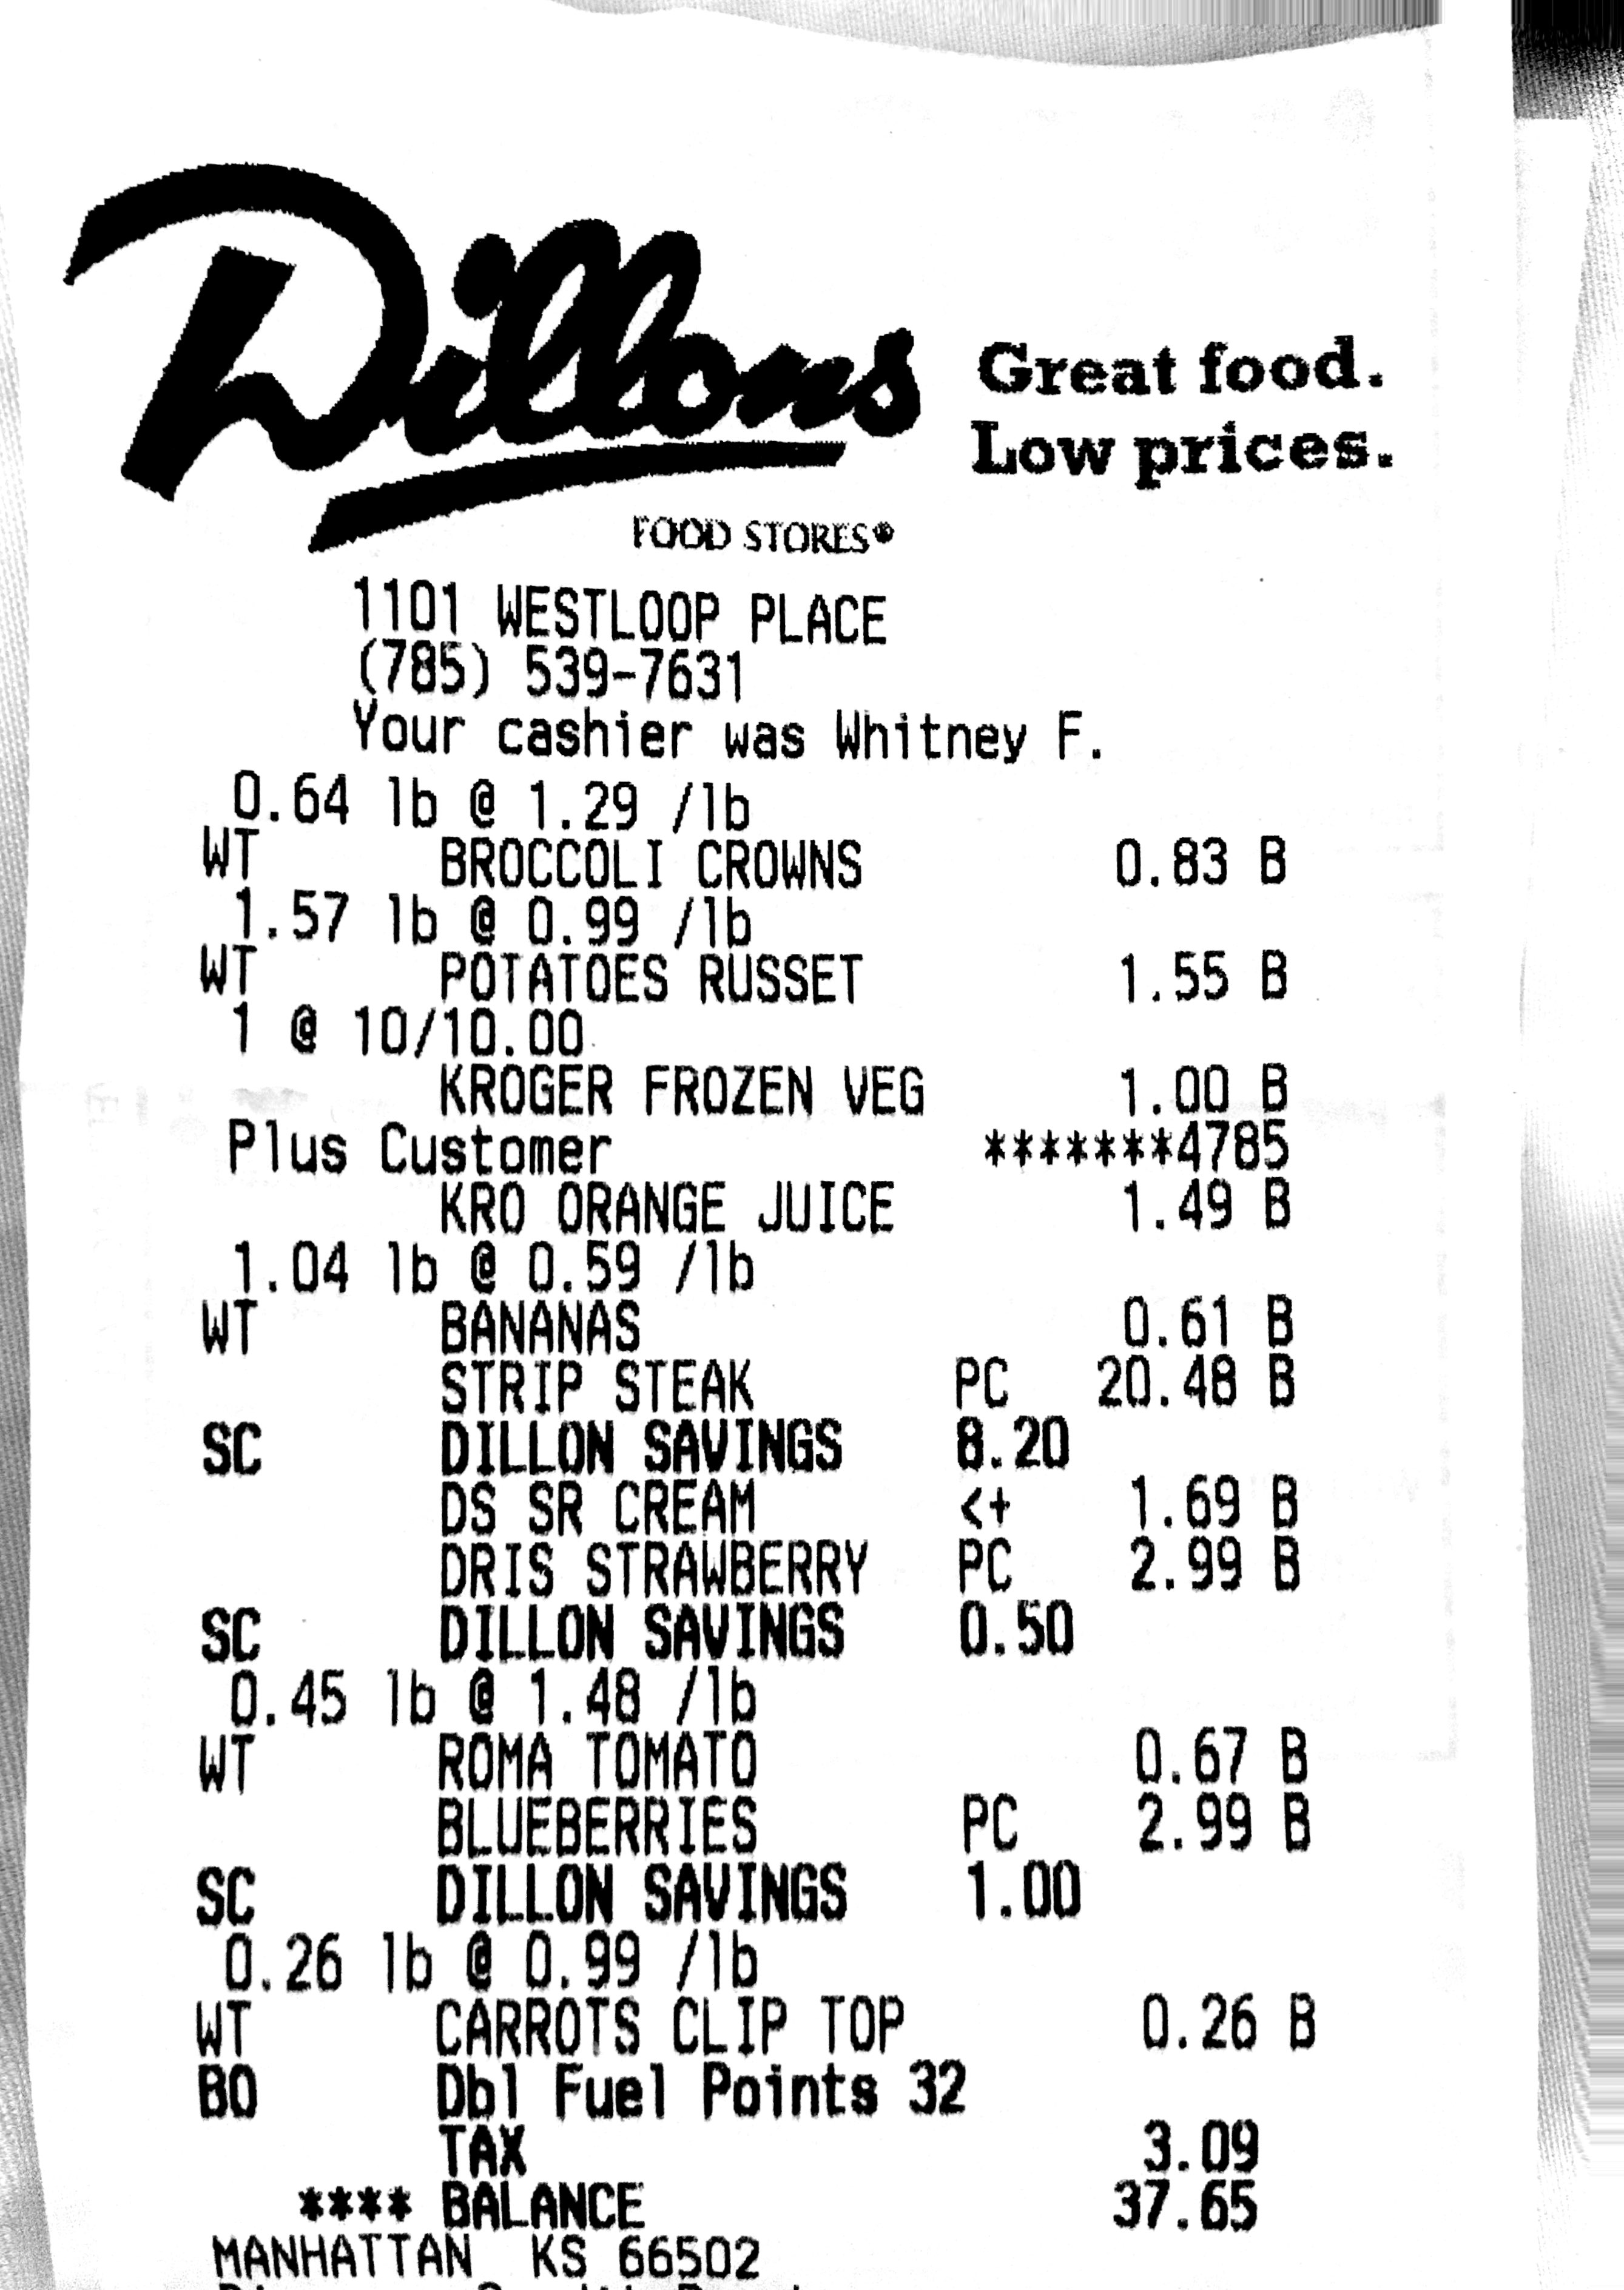 Dillons
Great food.
Low prices.
FOOD STORES®
1101 WESTLOOP PLACE
(785) 539-7631
Your cashier was Whitney F.
0.64 lb @ 1.29 /lb
WT BROCCOLI CROWNS 0.83 B
1.57 lb @ 0.99 /lb
WT POTATOES RUSSET 1.55 B
1 @ 10/10.00
KROGER FROZEN VEG 1.00 B
Plus Customer *******4785
KRO ORANGE JUICE 1.49 B
1.04 lb @ 0.59 /lb
WT BANANAS 0.61 B
STRIP STEAK PC 20.48 B
SC DILLON SAVINGS 8.20
DS SR CREAM <+ 1.69 B
DRIS STRAWBERRY PC 2.99 B
SC DILLON SAVINGS 0.50
0.45 lb @ 1.48 /lb
WT ROMA TOMATO 0.67 B
BLUEBERRIES PC 2.99 B
SC DILLON SAVINGS 1.00
0.26 lb @ 0.99 /lb
WT CARROTS CLIP TOP 0.26 B
BO Dbl Fuel Points 32
TAX 3.09
**** BALANCE 37.65
MANHATTAN KS 66502